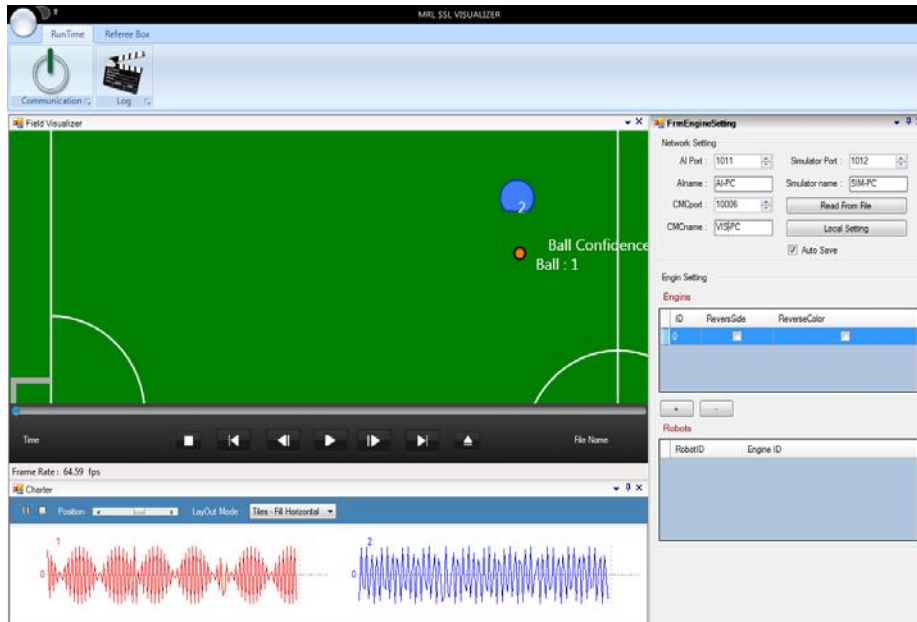 MRL SSL VISUALIZER
RunTime Referee Box
Communication Log
Field Visualizer
2
Ball Confidence
Ball : 1
Time File Name
Frame Rate : 64.59 fps
Charter
Position LayOut Mode : Tiles - Fill Horizontal
1
0
2
0
FrmEngineSetting
Network Setting
AI Port : 1011 Simulator Port : 1012
AIname : AI-PC Simulator name : SIM-PC
CMCport : 10006 Read From File
CMCname : VIS-PC Local Setting
Auto Save
Engin Setting
Engins
ID ReversSide ReverseColor
0
+ -
Robots
RobotID Engine ID